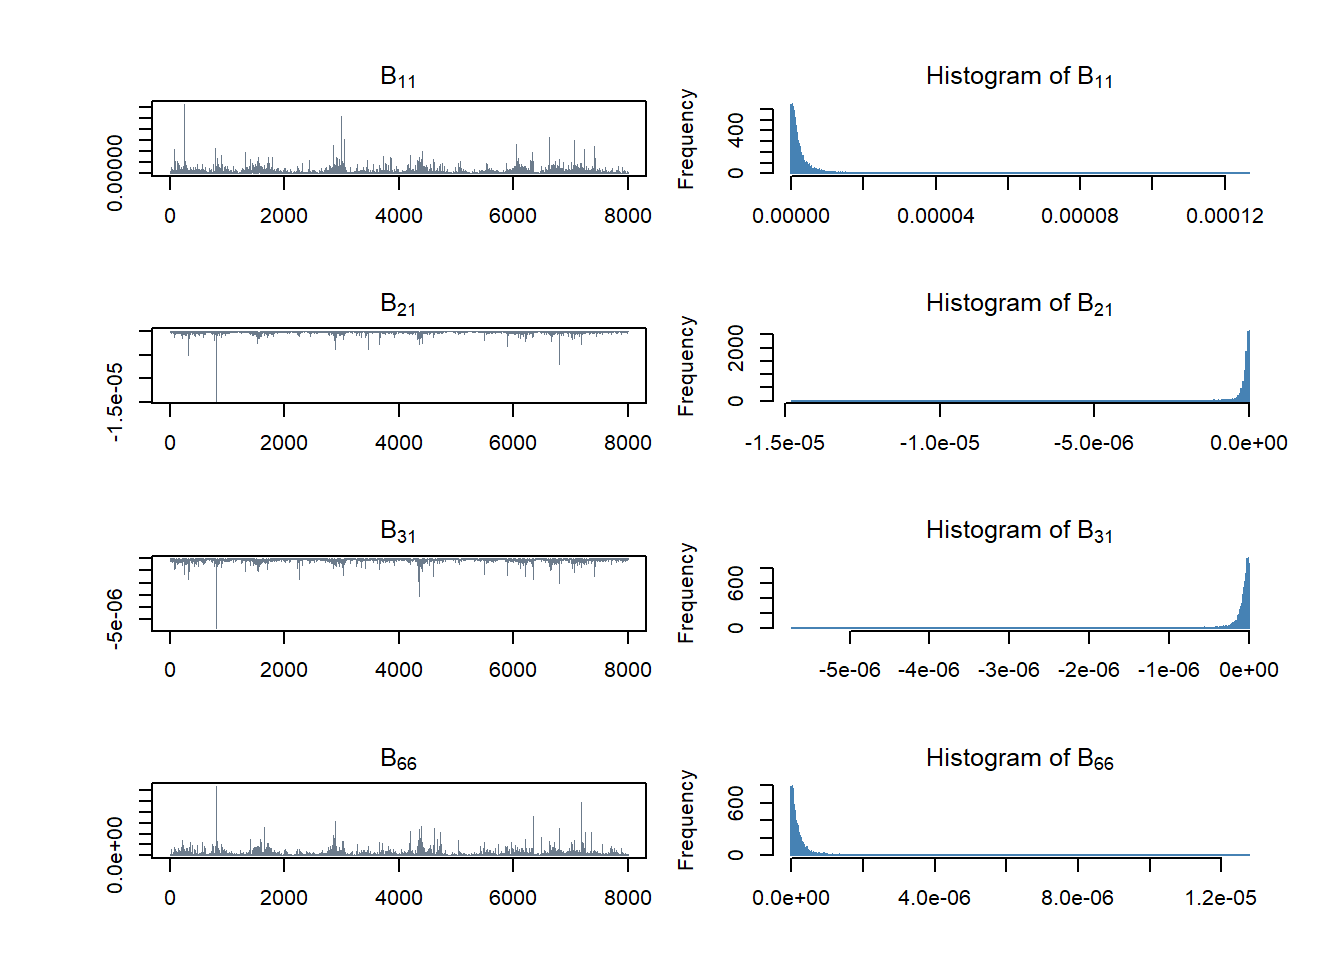 B₁₁
0.00000
0 2000 4000 6000 8000
Histogram of B₁₁
Frequency
0 400
0.00000 0.00004 0.00008 0.00012
B₂₁
-1.5e-05
0 2000 4000 6000 8000
Histogram of B₂₁
Frequency
0 2000
-1.5e-05 -1.0e-05 -5.0e-06 0.0e+00
B₃₁
-5e-06
0 2000 4000 6000 8000
Histogram of B₃₁
Frequency
0 600
-5e-06 -4e-06 -3e-06 -2e-06 -1e-06 0e+00
B₆₆
0.0e+00
0 2000 4000 6000 8000
Histogram of B₆₆
Frequency
0 600
0.0e+00 4.0e-06 8.0e-06 1.2e-05